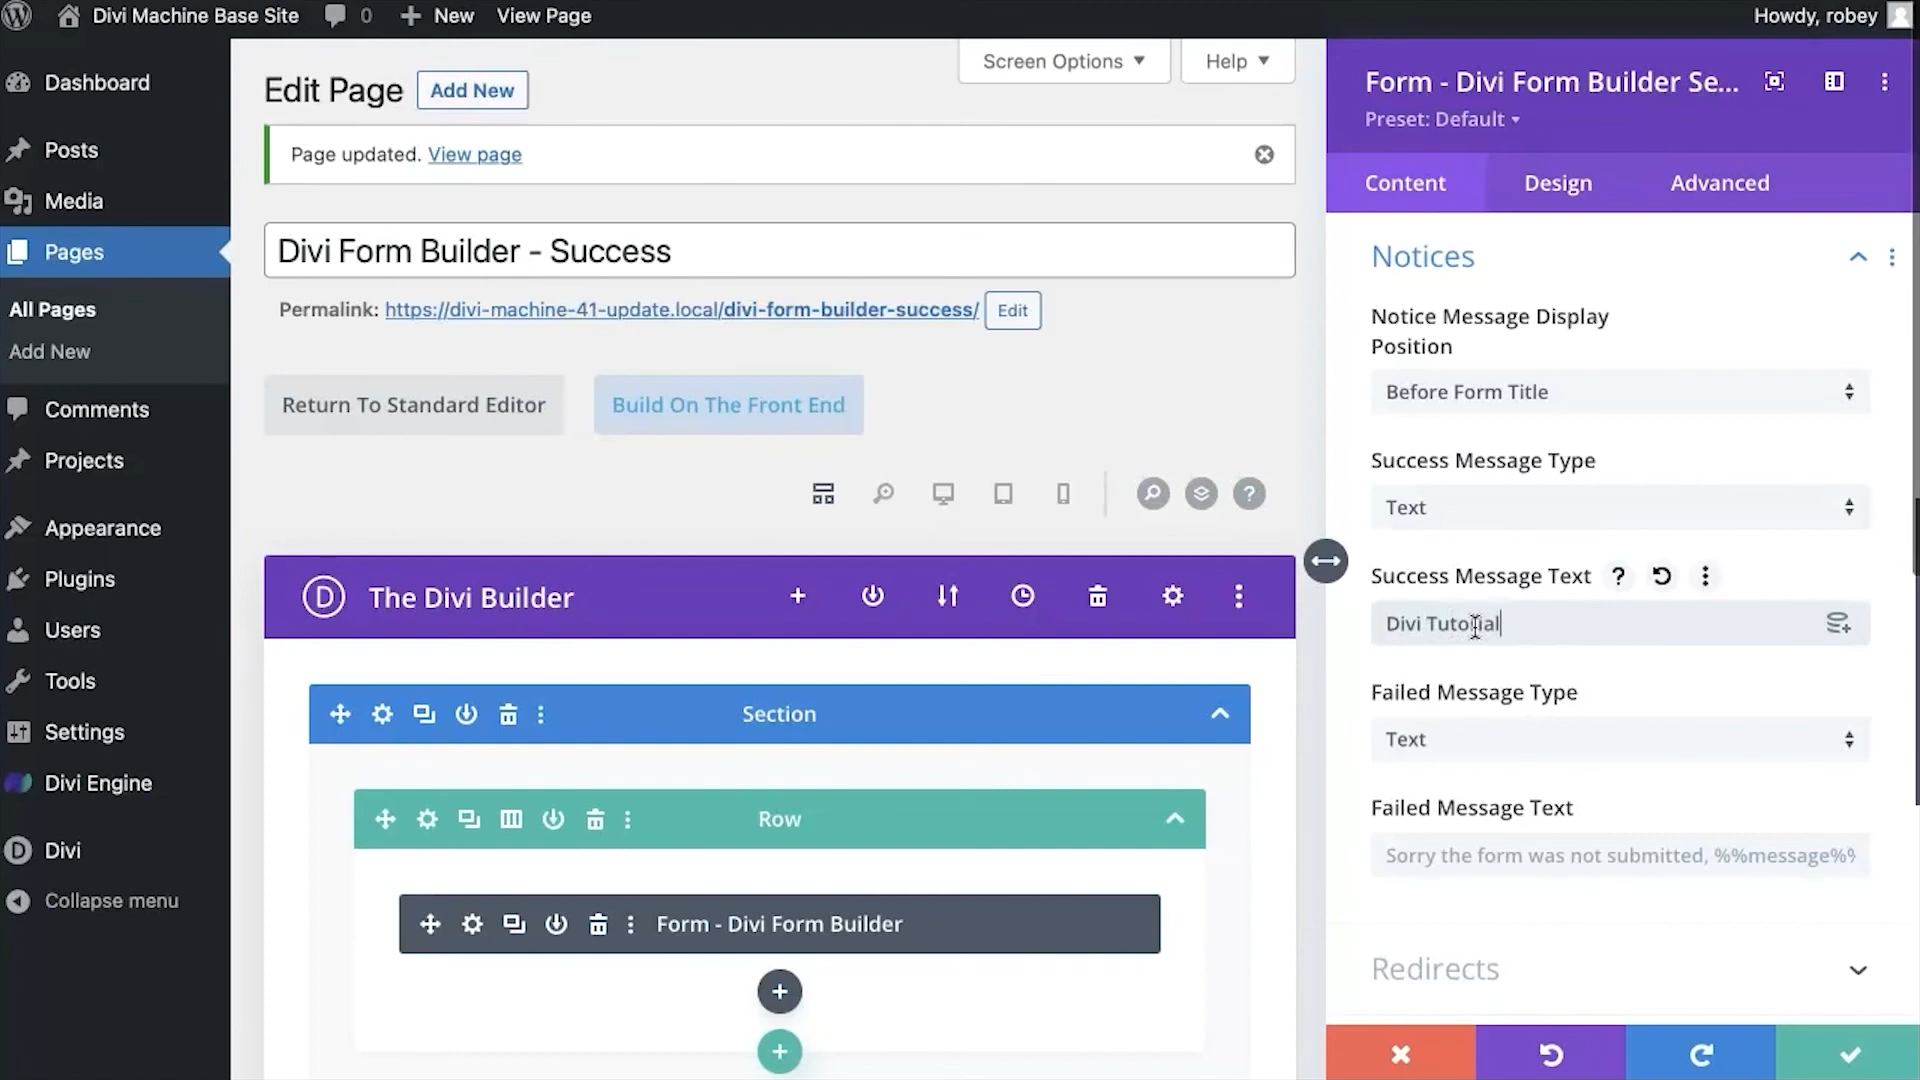 Divi Machine Base Site
0
New
View Page
Howdy, robey
Dashboard
Posts
Media
Pages
All Pages
Add New
Comments
Projects
Appearance
Plugins
Users
Tools
Settings
Divi Engine
Divi
Collapse menu
Screen Options
Help
Edit Page
Add New
Page updated. View page
Divi Form Builder - Success
Permalink: https://divi-machine-41-update.local/divi-form-builder-success/
Edit
Return To Standard Editor
Build On The Front End
?
D
The Divi Builder
Section
Row
Form - Divi Form Builder
Form - Divi Form Builder Se...
Preset: Default
Content
Design
Advanced
Notices
Notice Message Display
Position
Before Form Title
Success Message Type
Text
Success Message Text
?
Divi Tutorial
Failed Message Type
Text
Failed Message Text
Sorry the form was not submitted, %%message%%
Redirects